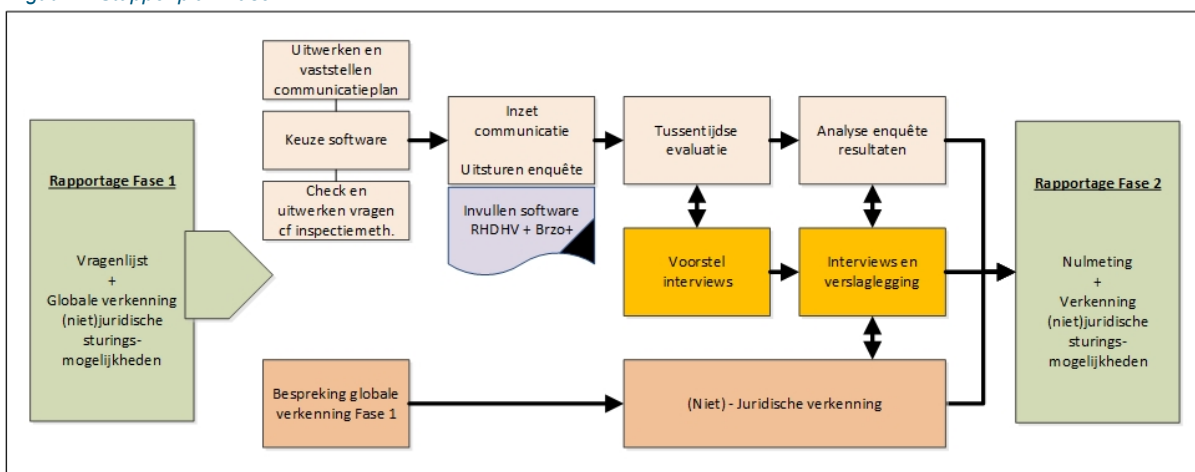 Rapportage Fase 1
Vragenlijst
+
Globale verkenning
(niet)juridische
sturings-
mogelijkheden
Uitwerken en
vaststellen
communicatieplan
Keuze software
Check en
uitwerken vragen
cf inspectiemeth.
Inzet
communicatie
Uitsturen enquête
Invullen software
RHDHV + Brzo+
Tussentijdse
evaluatie
Analyse enquête
resultaten
Voorstel
interviews
Interviews en
verslaglegging
Bespreking globale
verkenning Fase 1
(Niet) - Juridische verkenning
Rapportage Fase 2
Nulmeting
+
Verkenning
(niet)juridische
sturings-
mogelijkheden